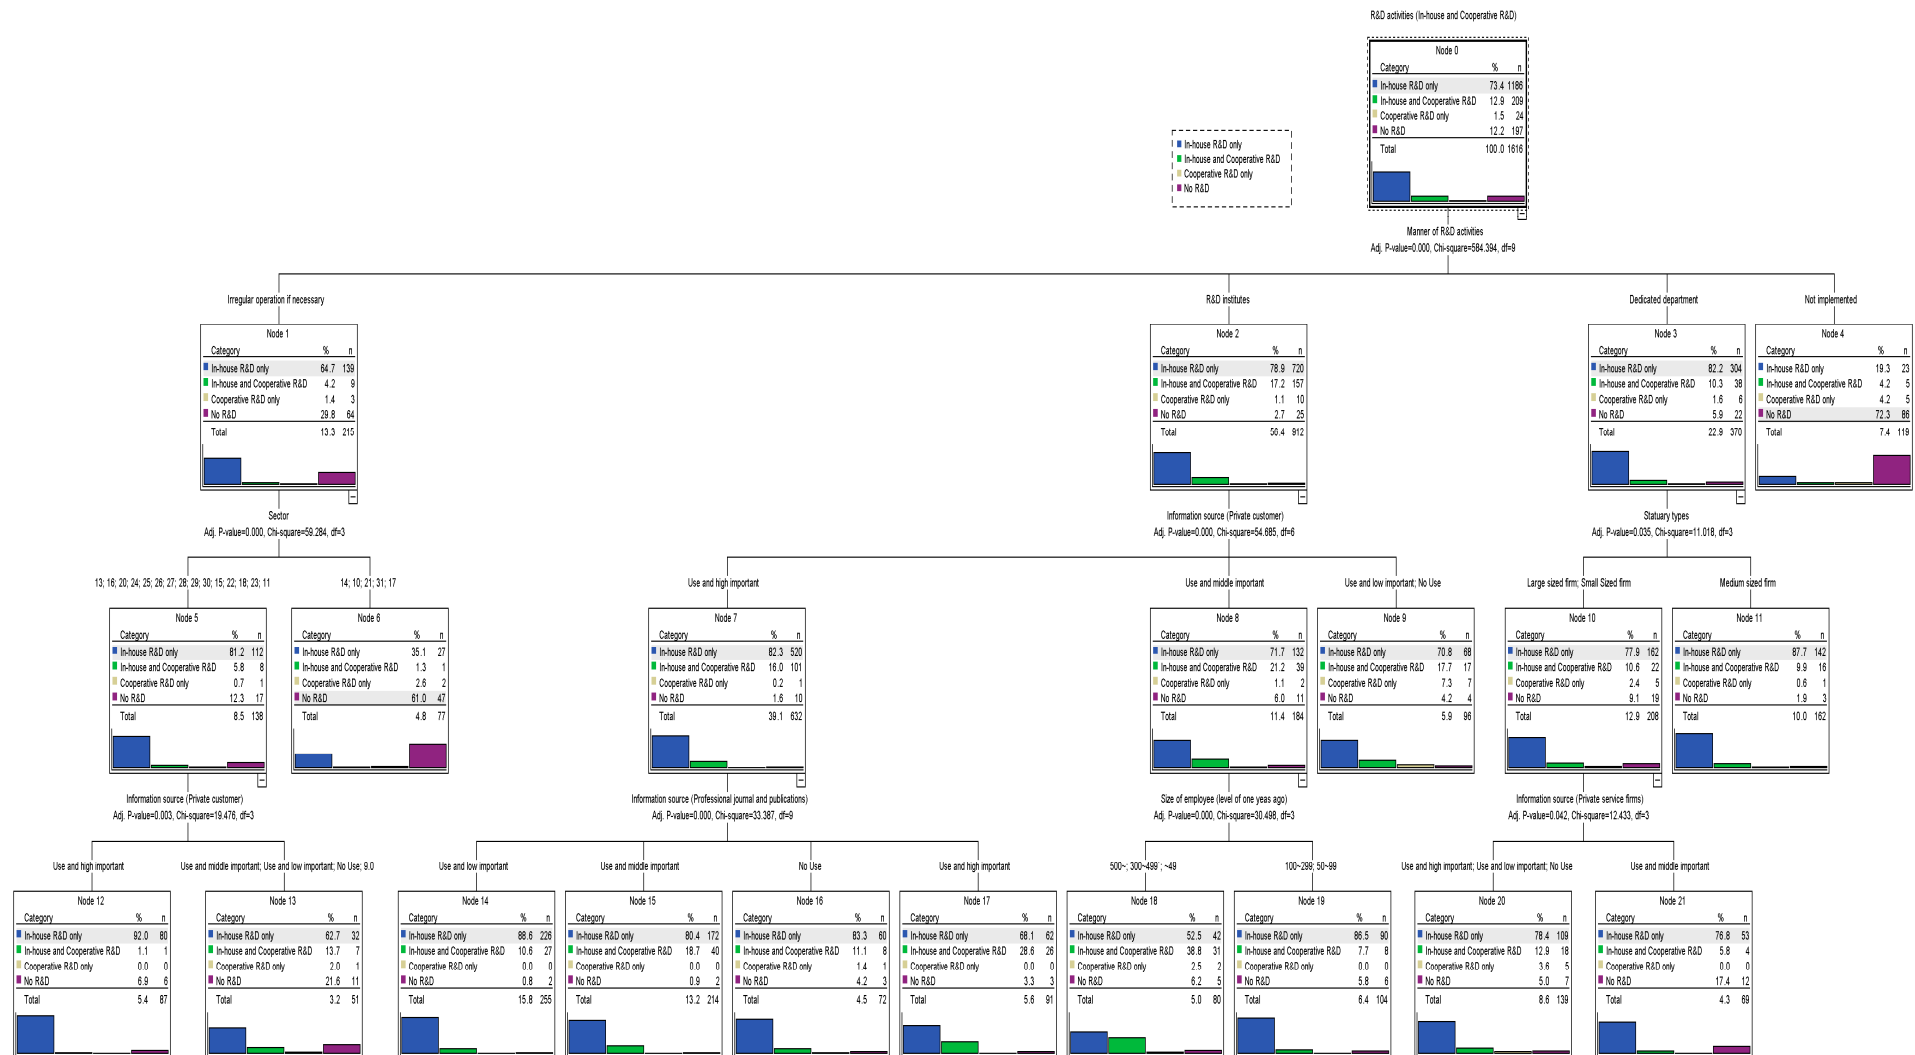 R&D activities (In-house and Cooperative R&D)
Node 0
Category % n
In-house R&D only 73.4 1186
In-house and Cooperative R&D 12.9 209
Cooperative R&D only 1.5 24
No R&D 12.2 197
Total 100.0 1616
In-house R&D only
In-house and Cooperative R&D
Cooperative R&D only
No R&D
Manner of R&D activities
Adj. P-value=0.000, Chi-square=584.394, df=9
Irregular operation if necessary
Node 1
Category % n
In-house R&D only 64.7 139
In-house and Cooperative R&D 4.2 9
Cooperative R&D only 1.4 3
No R&D 29.8 64
Total 13.3 215
R&D institutes
Node 2
Category % n
In-house R&D only 78.9 720
In-house and Cooperative R&D 17.2 157
Cooperative R&D only 1.1 10
No R&D 2.7 25
Total 56.4 912
Dedicated department
Node 3
Category % n
In-house R&D only 82.2 304
In-house and Cooperative R&D 10.3 38
Cooperative R&D only 1.6 6
No R&D 5.9 22
Total 22.9 370
Not implemented
Node 4
Category % n
In-house R&D only 19.3 23
In-house and Cooperative R&D 4.2 5
Cooperative R&D only 4.2 5
No R&D 72.3 86
Total 7.4 119
Sector
Adj. P-value=0.000, Chi-square=59.284, df=3
Information source (Private customer)
Adj. P-value=0.000, Chi-square=54.685, df=6
Statuary types
Adj. P-value=0.035, Chi-square=11.018, df=3
13; 16; 20; 24; 25; 26; 27; 28; 29; 30; 15; 22; 18; 23; 11
Node 5
Category % n
In-house R&D only 81.2 112
In-house and Cooperative R&D 5.8 8
Cooperative R&D only 0.7 1
No R&D 12.3 17
Total 8.5 138
14; 10; 21; 31; 17
Node 6
Category % n
In-house R&D only 35.1 27
In-house and Cooperative R&D 1.3 1
Cooperative R&D only 2.6 2
No R&D 61.0 47
Total 4.8 77
Use and high important
Node 7
Category % n
In-house R&D only 82.3 520
In-house and Cooperative R&D 16.0 101
Cooperative R&D only 0.2 1
No R&D 1.6 10
Total 39.1 632
Use and middle important
Node 8
Category % n
In-house R&D only 71.7 132
In-house and Cooperative R&D 21.2 39
Cooperative R&D only 1.1 2
No R&D 6.0 11
Total 11.4 184
Use and low important; No Use
Node 9
Category % n
In-house R&D only 70.8 68
In-house and Cooperative R&D 17.7 17
Cooperative R&D only 7.3 7
No R&D 4.2 4
Total 5.9 96
Large sized firm; Small Sized firm
Node 10
Category % n
In-house R&D only 77.9 162
In-house and Cooperative R&D 10.6 22
Cooperative R&D only 2.4 5
No R&D 9.1 19
Total 12.9 208
Medium sized firm
Node 11
Category % n
In-house R&D only 87.7 142
In-house and Cooperative R&D 9.9 16
Cooperative R&D only 0.6 1
No R&D 1.9 3
Total 10.0 162
Information source (Private customer)
Adj. P-value=0.003, Chi-square=19.476, df=3
Information source (Professional journal and publications)
Adj. P-value=0.000, Chi-square=33.387, df=9
Size of employee (level of one yeas ago)
Adj. P-value=0.000, Chi-square=30.498, df=3
Information source (Private service firms)
Adj. P-value=0.042, Chi-square=12.433, df=3
Use and high important
Node 12
Category % n
In-house R&D only 92.0 80
In-house and Cooperative R&D 1.1 1
Cooperative R&D only 0.0 0
No R&D 6.9 6
Total 5.4 87
Use and middle important; Use and low important; No Use; 9.0
Node 13
Category % n
In-house R&D only 62.7 32
In-house and Cooperative R&D 13.7 7
Cooperative R&D only 2.0 1
No R&D 21.6 11
Total 3.2 51
Use and low important
Node 14
Category % n
In-house R&D only 88.6 226
In-house and Cooperative R&D 10.6 27
Cooperative R&D only 0.0 0
No R&D 0.8 2
Total 15.8 255
Use and middle important
Node 15
Category % n
In-house R&D only 80.4 172
In-house and Cooperative R&D 18.7 40
Cooperative R&D only 0.0 0
No R&D 0.9 2
Total 13.2 214
No Use
Node 16
Category % n
In-house R&D only 83.3 60
In-house and Cooperative R&D 11.1 8
Cooperative R&D only 1.4 1
No R&D 4.2 3
Total 4.5 72
Use and high important
Node 17
Category % n
In-house R&D only 68.1 62
In-house and Cooperative R&D 28.6 26
Cooperative R&D only 0.0 0
No R&D 3.3 3
Total 5.6 91
500~; 300~499`; ~49
Node 18
Category % n
In-house R&D only 52.5 42
In-house and Cooperative R&D 38.8 31
Cooperative R&D only 2.5 2
No R&D 6.2 5
Total 5.0 80
100~299; 50~99
Node 19
Category % n
In-house R&D only 86.5 90
In-house and Cooperative R&D 7.7 8
Cooperative R&D only 0.0 0
No R&D 5.8 6
Total 6.4 104
Use and high important; Use and low important; No Use
Node 20
Category % n
In-house R&D only 78.4 109
In-house and Cooperative R&D 12.9 18
Cooperative R&D only 3.6 5
No R&D 5.0 7
Total 8.6 139
Use and middle important
Node 21
Category % n
In-house R&D only 76.8 53
In-house and Cooperative R&D 5.8 4
Cooperative R&D only 0.0 0
No R&D 17.4 12
Total 4.3 69